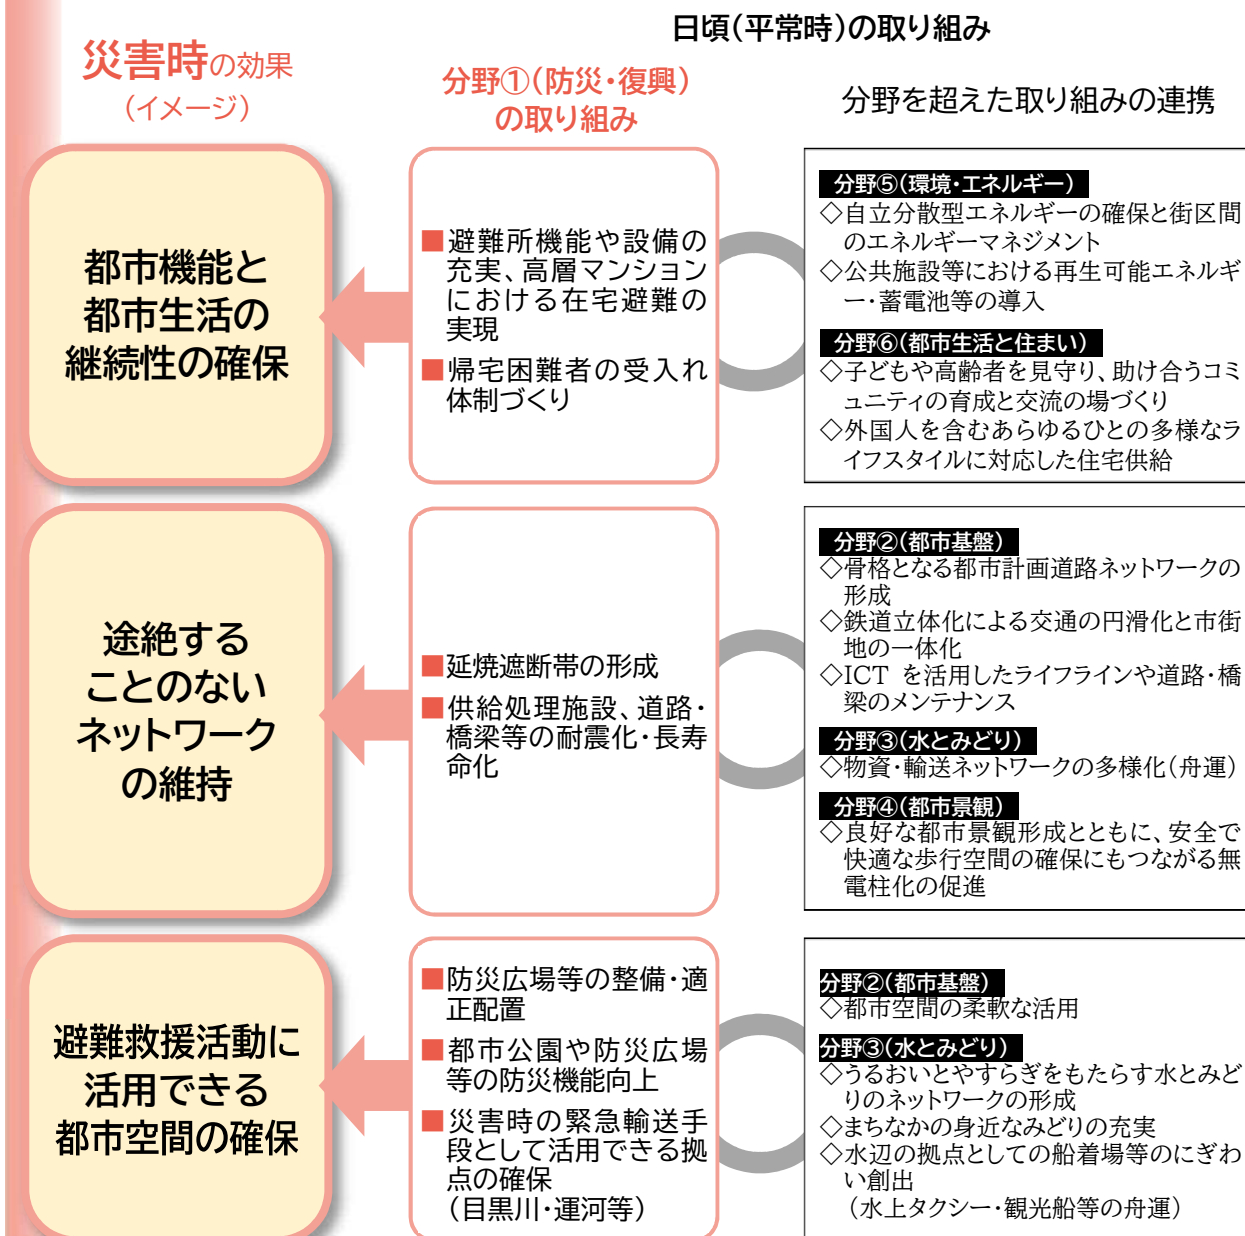 日頃(平常時)の取り組み
災害時の効果
(イメージ)
分野①(防災・復興)
の取り組み
分野を超えた取り組みの連携
都市機能と
都市生活の
継続性の確保
■避難所機能や設備の
充実、高層マンション
における在宅避難の
実現
■帰宅困難者の受入れ
体制づくり
分野⑤(環境・エネルギー)
◇自立分散型エネルギーの確保と街区間
のエネルギーマネジメント
◇公共施設等における再生可能エネルギ
ー・蓄電池等の導入
分野⑥(都市生活と住まい)
◇子どもや高齢者を見守り、助け合うコミ
ュニティの育成と交流の場づくり
◇外国人を含むあらゆるひとの多様なラ
イフスタイルに対応した住宅供給
途絶する
ことのない
ネットワーク
の維持
■延焼遮断帯の形成
■供給処理施設、道路・
橋梁等の耐震化・長寿
命化
分野②(都市基盤)
◇骨格となる都市計画道路ネットワークの
形成
◇鉄道立体化による交通の円滑化と市街
地の一体化
◇ICT を活用したライフラインや道路・橋
梁のメンテナンス
分野③(水とみどり)
◇物資・輸送ネットワークの多様化(舟運)
分野④(都市景観)
◇良好な都市景観形成とともに、安全で
快適な歩行空間の確保にもつながる無
電柱化の促進
避難救援活動に
活用できる
都市空間の確保
■防災広場等の整備・適
正配置
■都市公園や防災広場
等の防災機能向上
■災害時の緊急輸送手
段として活用できる拠
点の確保
(目黒川・運河等)
分野②(都市基盤)
◇都市空間の柔軟な活用
分野③(水とみどり)
◇うるおいとやすらぎをもたらす水とみど
りのネットワークの形成
◇まちなかの身近なみどりの充実
◇水辺の拠点としての船着場等のにぎわ
い創出
(水上タクシー・観光船等の舟運)